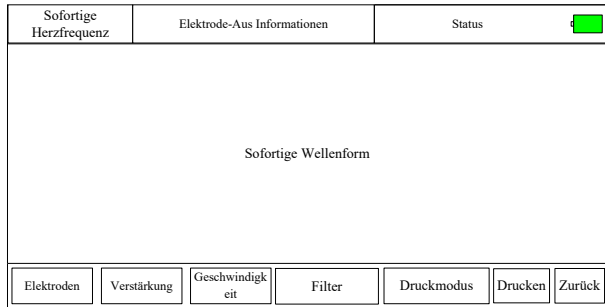 Sofortige
Herzfrequenz
Elektrode-Aus Informationen
Status
Sofortige Wellenform
Elektroden
Verstärkung
Geschwindigk
eit
Filter
Druckmodus
Drucken
Zurück